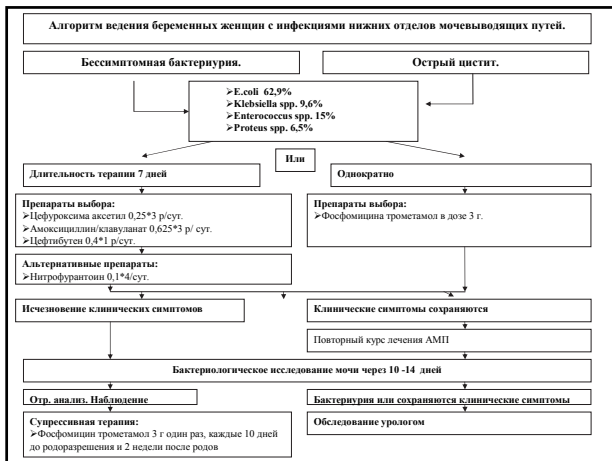 Алгоритм ведения беременных женщин с инфекциями нижних отделов мочевыводящих путей.
Бессимптомная бактериурия.
Острый цистит.
➢E.coli 62,9%
➢Klebsiella spp. 9,6%
➢Enterococcus spp. 15%
➢Proteus spp. 6,5%
Или
Длительность терапии 7 дней
Однократно
Препараты выбора:
➢Цефуроксима аксетил 0,25*3 р/сут.
➢Амоксициллин/клавуланат 0,625*3 р/ сут.
➢Цефтибутен 0,4*1 р/сут.
Препараты выбора:
➢Фосфомицина трометамол в дозе 3 г.
Альтернативные препараты:
➢Нитрофурантоин 0,1*4/сут.
Исчезновение клинических симптомов
Клинические симптомы сохраняются
Повторный курс лечения АМП
Бактериологическое исследование мочи через 10 -14 дней
Отр. анализ. Наблюдение
Бактериурия или сохраняются клинические симптомы
Супрессивная терапия:
➢Фосфомицин трометамол 3 г один раз, каждые 10 дней
до родоразрешения и 2 недели после родов
Обследование урологом